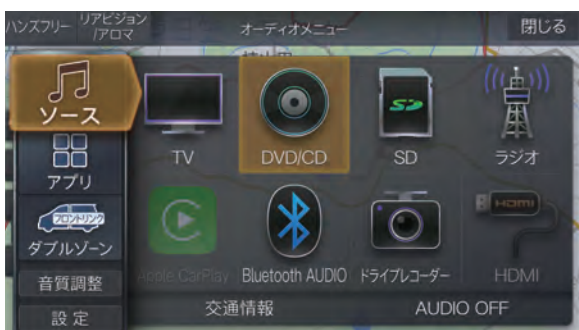 ハンズフリー
リアビジョン
/アロマ
オーディオメニュー
閉じる
ソース
TV
DVD/CD
SD
SD
ラジオ
アプリ
フロントリンク
ダブルゾーン
Apple CarPlay
Bluetooth AUDIO
ドライブレコーダー
HDMI
HDMI
音質調整
設 定
交通情報
AUDIO OFF